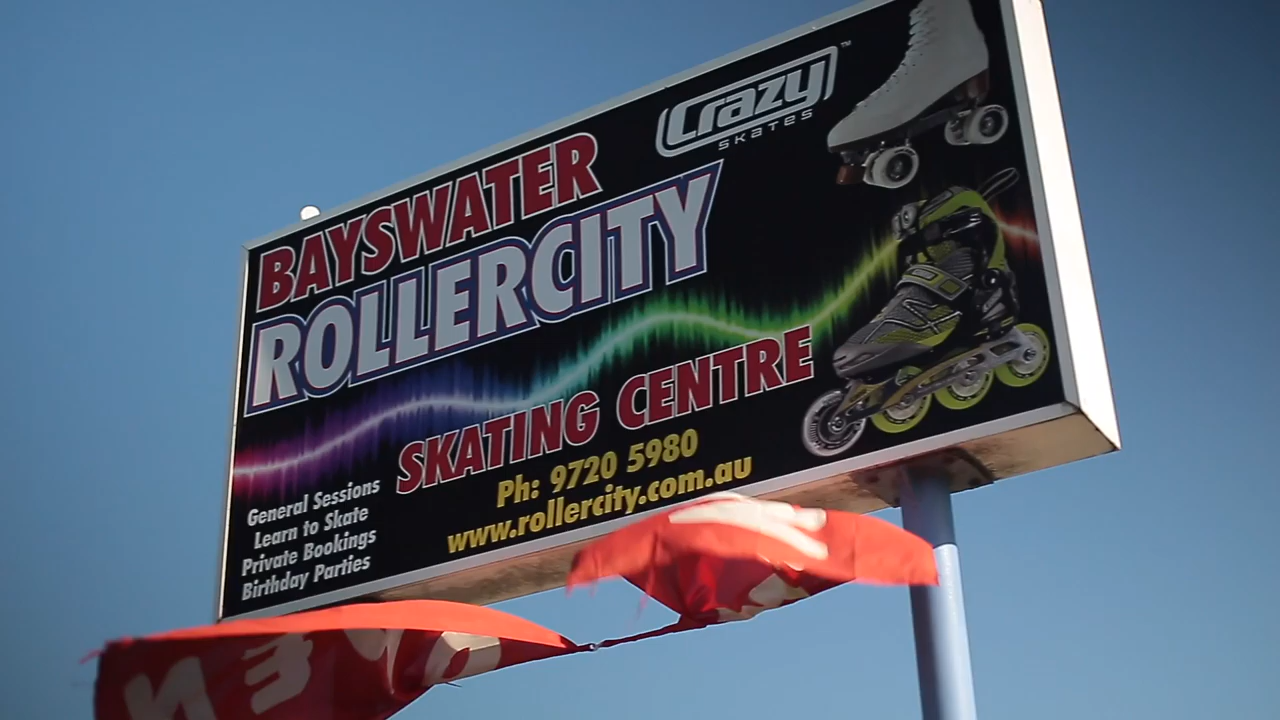 Crazy™
SKATES
BAYSWATER
ROLLERCITY
SKATING CENTRE
Ph: 9720 5980
www.rollercity.com.au
General Sessions
Learn to Skate
Private Bookings
Birthday Parties